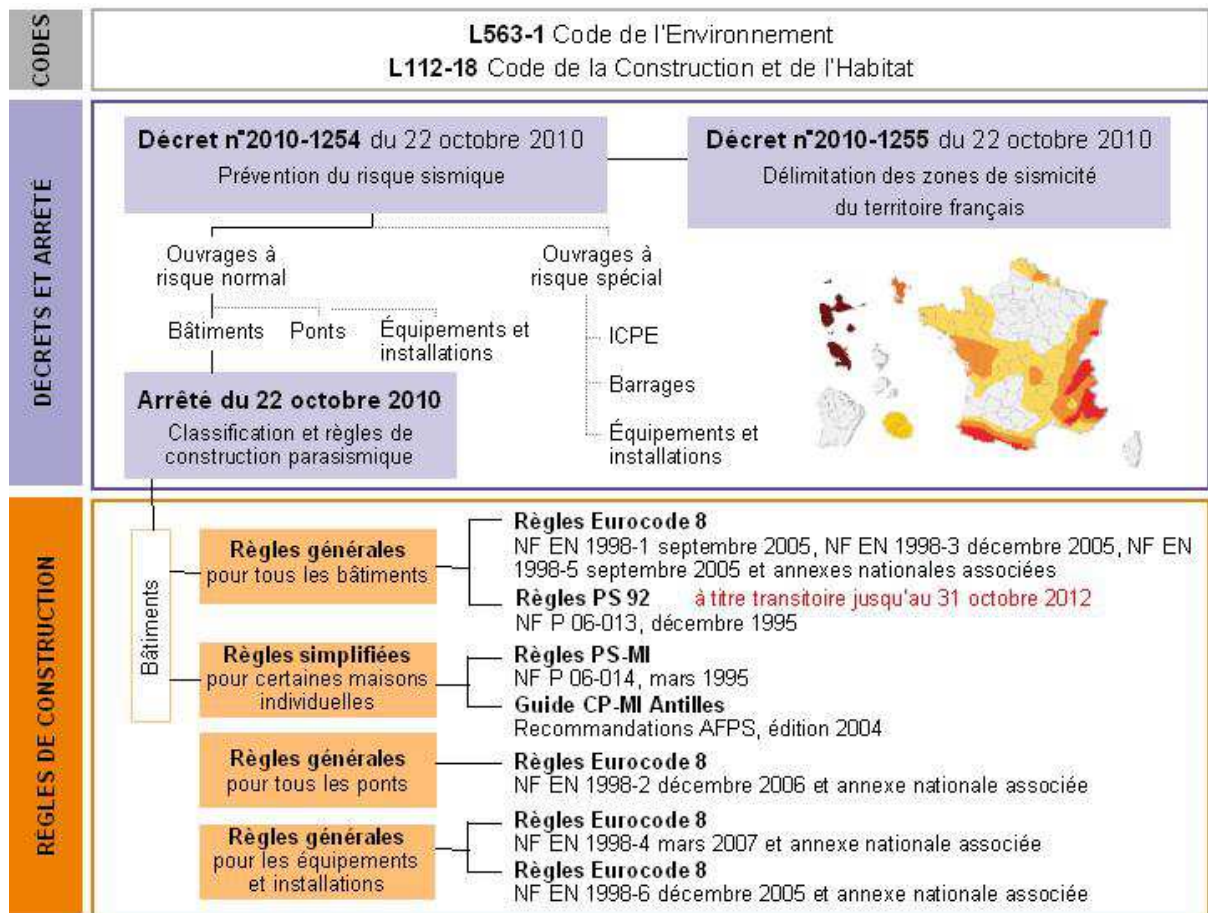 CODES
L563-1 Code de l'Environnement
L112-18 Code de la Construction et de l'Habitat
DÉCRETS ET ARRÊTÉ
Décret n°2010-1254 du 22 octobre 2010
Prévention du risque sismique
Décret n°2010-1255 du 22 octobre 2010
Délimitation des zones de sismicité
du territoire français
Ouvrages à
risque normal
Ouvrages à
risque spécial
Bâtiments
Ponts
Équipements et
installations
ICPE
Barrages
Équipements et
installations
Arrêté du 22 octobre 2010
Classification et règles de
construction parasismique
RÈGLES DE CONSTRUCTION
Bâtiments
Règles générales
pour tous les bâtiments
Règles Eurocode 8
NF EN 1998-1 septembre 2005, NF EN 1998-3 décembre 2005, NF EN
1998-5 septembre 2005 et annexes nationales associées
Règles PS 92 à titre transitoire jusqu'au 31 octobre 2012
NF P 06-013, décembre 1995
Règles simplifiées
pour certaines maisons
individuelles
Règles PS-MI
NF P 06-014, mars 1995
Guide CP-MI Antilles
Recommandations AFPS, édition 2004
Règles générales
pour tous les ponts
Règles Eurocode 8
NF EN 1998-2 décembre 2006 et annexe nationale associée
Règles générales
pour les équipements
et installations
Règles Eurocode 8
NF EN 1998-4 mars 2007 et annexe nationale associée
Règles Eurocode 8
NF EN 1998-6 décembre 2005 et annexe nationale associée